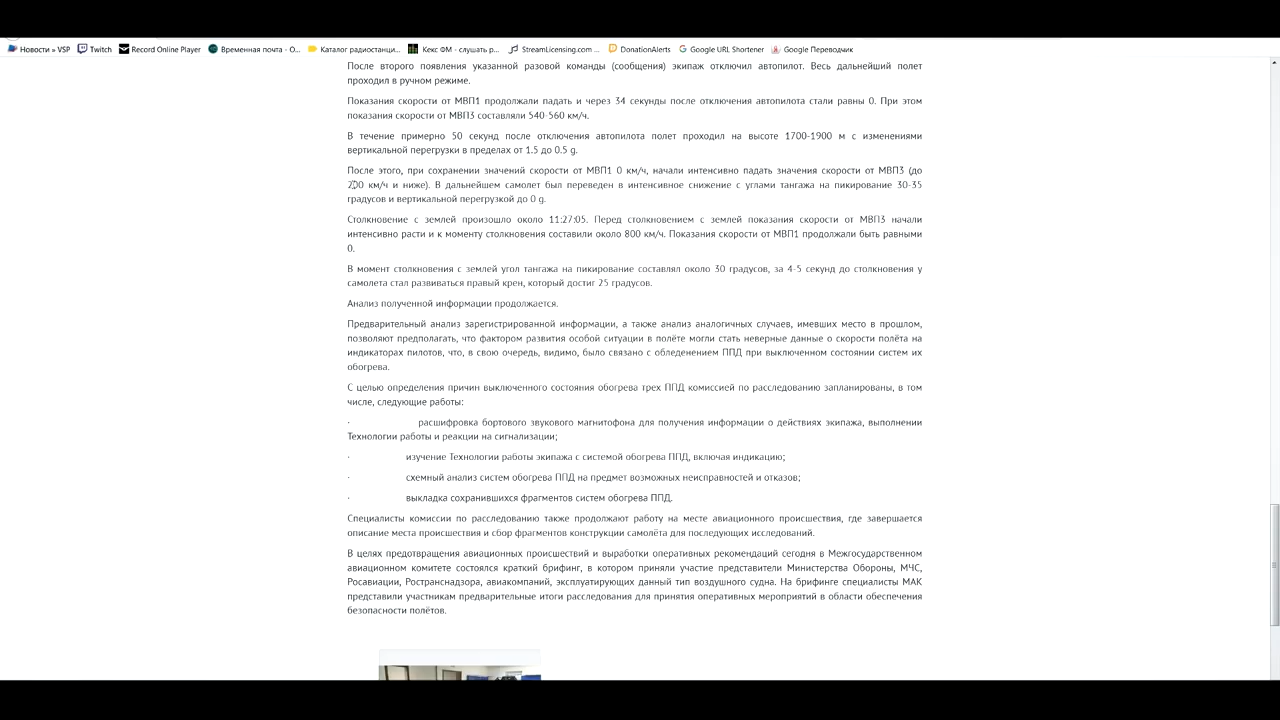 Новости » VSP Twitch Record Online Player Временная почта - О... Каталог радиостанци... Кекс ФМ - слушать р... StreamLicensing.com ... DonationAlerts Google URL Shortener Google Переводчик
После второго появления указанной разовой команды (сообщения) экипаж отключил автопилот. Весь дальнейший полет
проходил в ручном режиме.
Показания скорости от МВП1 продолжали падать и через 34 секунды после отключения автопилота стали равны 0. При этом
показания скорости от МВП3 составляли 540-560 км/ч.
В течение примерно 50 секунд после отключения автопилота полет проходил на высоте 1700-1900 м с изменениями
вертикальной перегрузки в пределах от 1.5 до 0.5 g.
После этого, при сохранении значений скорости от МВП1 0 км/ч, начали интенсивно падать значения скорости от МВП3 (до
200 км/ч и ниже). В дальнейшем самолет был переведен в интенсивное снижение с углами тангажа на пикирование 30-35
градусов и вертикальной перегрузкой до 0 g.
Столкновение с землей произошло около 11:27:05. Перед столкновением с землей показания скорости от МВП3 начали
интенсивно расти и к моменту столкновения составили около 800 км/ч. Показания скорости от МВП1 продолжали быть равными
0.
В момент столкновения с землей угол тангажа на пикирование составлял около 30 градусов, за 4-5 секунд до столкновения у
самолета стал развиваться правый крен, который достиг 25 градусов.
Анализ полученной информации продолжается.
Предварительный анализ зарегистрированной информации, а также анализ аналогичных случаев, имевших место в прошлом,
позволяют предполагать, что фактором развития особой ситуации в полёте могли стать неверные данные о скорости полёта на
индикаторах пилотов, что, в свою очередь, видимо, было связано с обледенением ППД при выключенном состоянии систем их
обогрева.
С целью определения причин выключенного состояния обогрева трех ППД комиссией по расследованию запланированы, в том
числе, следующие работы:
· расшифровка бортового звукового магнитофона для получения информации о действиях экипажа, выполнении
Технологии работы и реакции на сигнализации;
· изучение Технологии работы экипажа с системой обогрева ППД, включая индикацию;
· схемный анализ систем обогрева ППД на предмет возможных неисправностей и отказов;
· выкладка сохранившихся фрагментов систем обогрева ППД.
Специалисты комиссии по расследованию также продолжают работу на месте авиационного происшествия, где завершается
описание места происшествия и сбор фрагментов конструкции самолёта для последующих исследований.
В целях предотвращения авиационных происшествий и выработки оперативных рекомендаций сегодня в Межгосударственном
авиационном комитете состоялся краткий брифинг, в котором приняли участие представители Министерства Обороны, МЧС,
Росавиации, Ространснадзора, авиакомпаний, эксплуатирующих данный тип воздушного судна. На брифинге специалисты МАК
представили участникам предварительные итоги расследования для принятия оперативных мероприятий в области обеспечения
безопасности полётов.